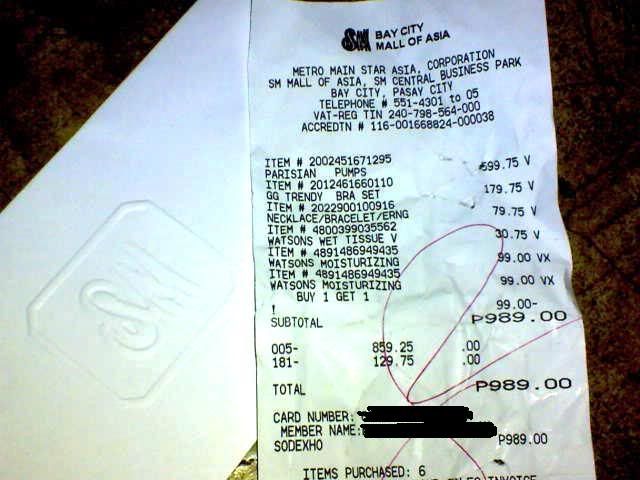 SM BAY CITY
MALL OF ASIA
METRO MAIN STAR ASIA, CORPORATION
SM MALL OF ASIA, SM CENTRAL BUSINESS PARK
BAY CITY, PASAY CITY
TELEPHONE # 551-4301 to 05
VAT-REG TIN 240-798-564-000
ACCREDTN # 116-001668824-000038
ITEM # 2002451671295
PARISIAN PUMPS 599.75 V
ITEM # 2012461660110
GG TRENDY BRA SET 179.75 V
ITEM # 2022900100916
NECKLACE/BRACELET/ERNG 79.75 V
ITEM # 4800399035562
WATSONS WET TISSUE V 30.75 V
ITEM # 4891486949435
WATSONS MOISTURIZING 99.00 VX
ITEM # 4891486949435
WATSONS MOISTURIZING 99.00 VX
BUY 1 GET 1
! 99.00-
SUBTOTAL P989.00
005- 859.25 .00
181- 129.75 .00
TOTAL P989.00
CARD NUMBER:
MEMBER NAME:
SODEXHO P989.00
ITEMS PURCHASED: 6
INVOICE
SM